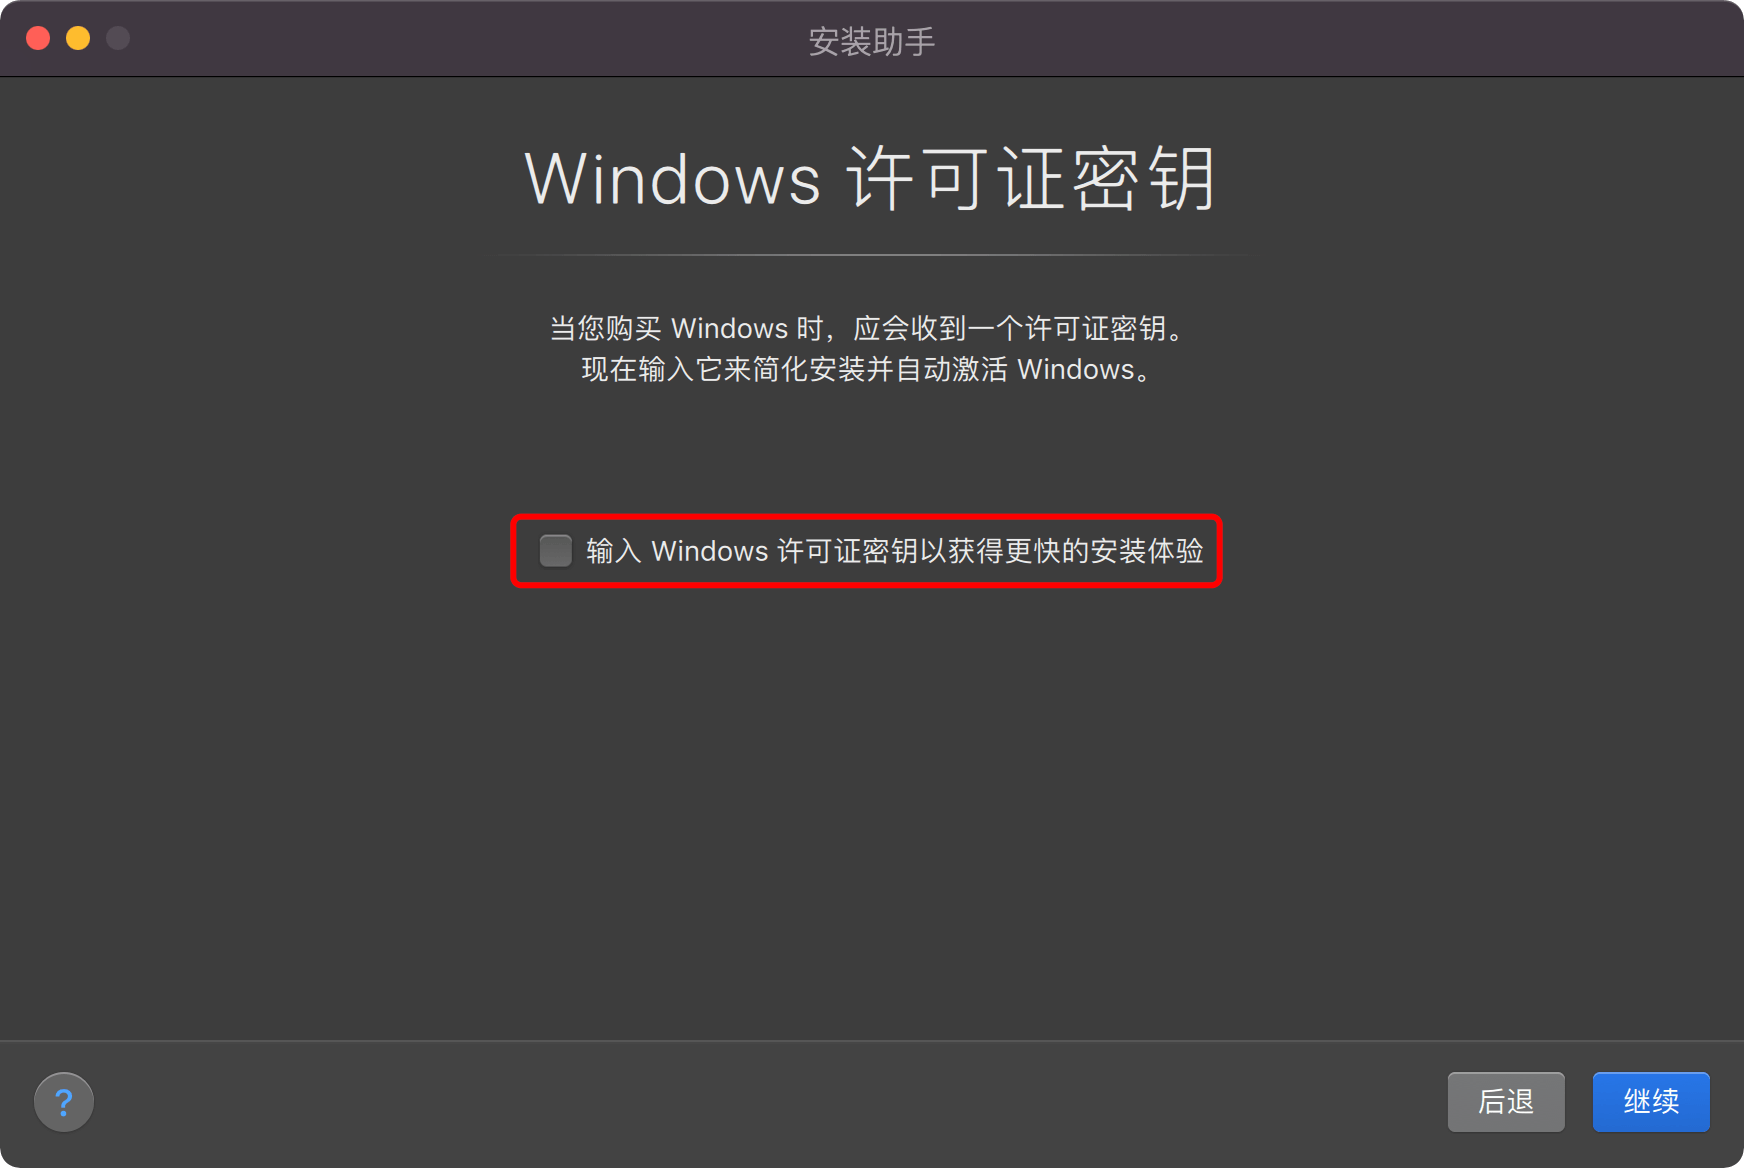 安装助手
Windows 许可证密钥
当您购买 Windows 时，应会收到一个许可证密钥。
现在输入它来简化安装并自动激活 Windows。
输入 Windows 许可证密钥以获得更快的安装体验
?
后退
继续